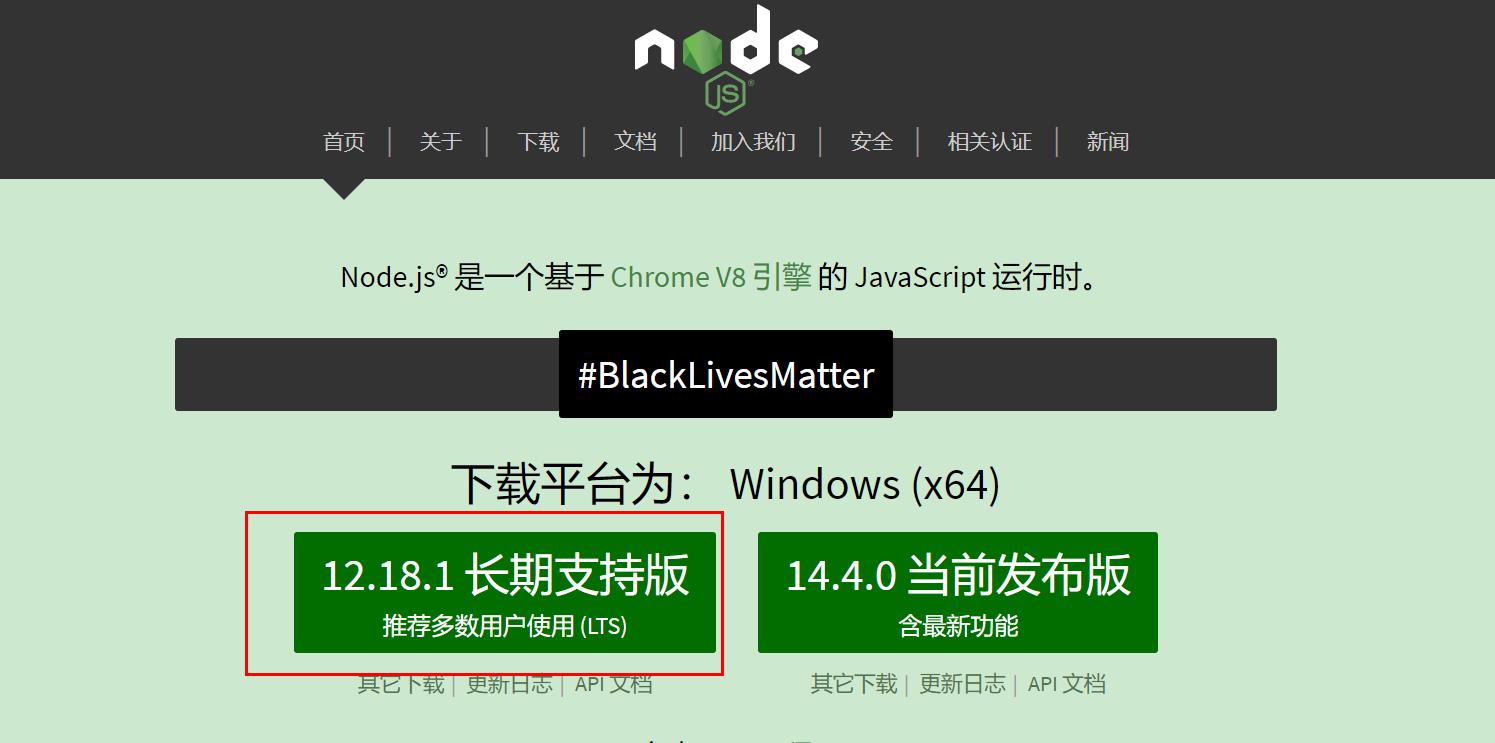 node
JS®
首页 | 关于 | 下载 | 文档 | 加入我们 | 安全 | 相关认证 | 新闻
Node.js® 是一个基于 Chrome V8 引擎 的 JavaScript 运行时。
#BlackLivesMatter
下载平台为： Windows (x64)
12.18.1 长期支持版
推荐多数用户使用 (LTS)
14.4.0 当前发布版
含最新功能
其它下载 | 更新日志 | API 文档
其它下载 | 更新日志 | API 文档